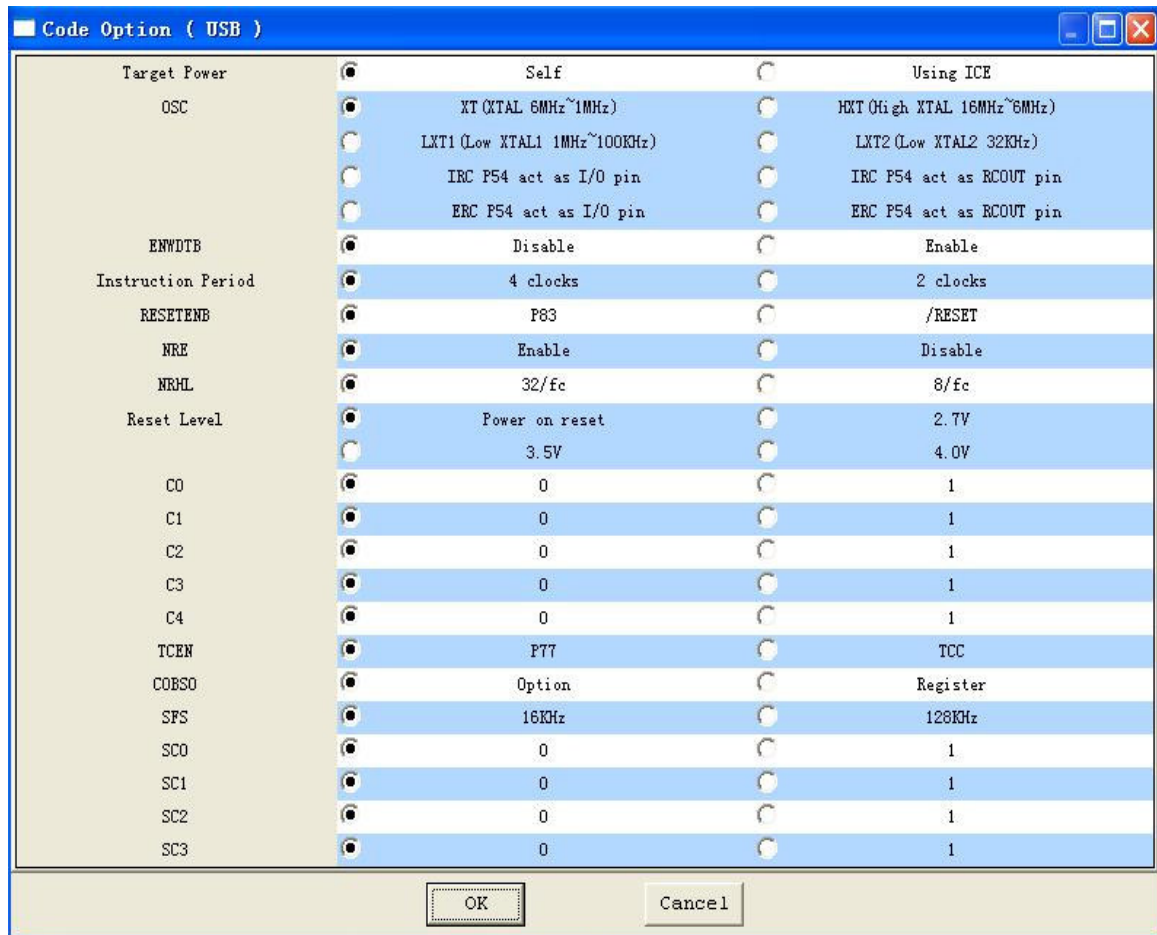 Code Option ( USB )
Target Power Self Using ICE
OSC XT(XTAL 6MHz~1MHz) HXT(High XTAL 16MHz~6MHz)
LXT1(Low XTAL1 1MHz~100KHz) LXT2(Low XTAL2 32KHz)
IRC P54 act as I/O pin IRC P54 act as RCOUT pin
ERC P54 act as I/O pin ERC P54 act as RCOUT pin
ENWDTB Disable Enable
Instruction Period 4 clocks 2 clocks
RESETENB P83 /RESET
NRE Enable Disable
NRHL 32/fc 8/fc
Reset Level Power on reset 2.7V
3.5V 4.0V
C0 0 1
C1 0 1
C2 0 1
C3 0 1
C4 0 1
TCEN P77 TCC
COBSO Option Register
SFS 16KHz 128KHz
SC0 0 1
SC1 0 1
SC2 0 1
SC3 0 1
OK Cancel